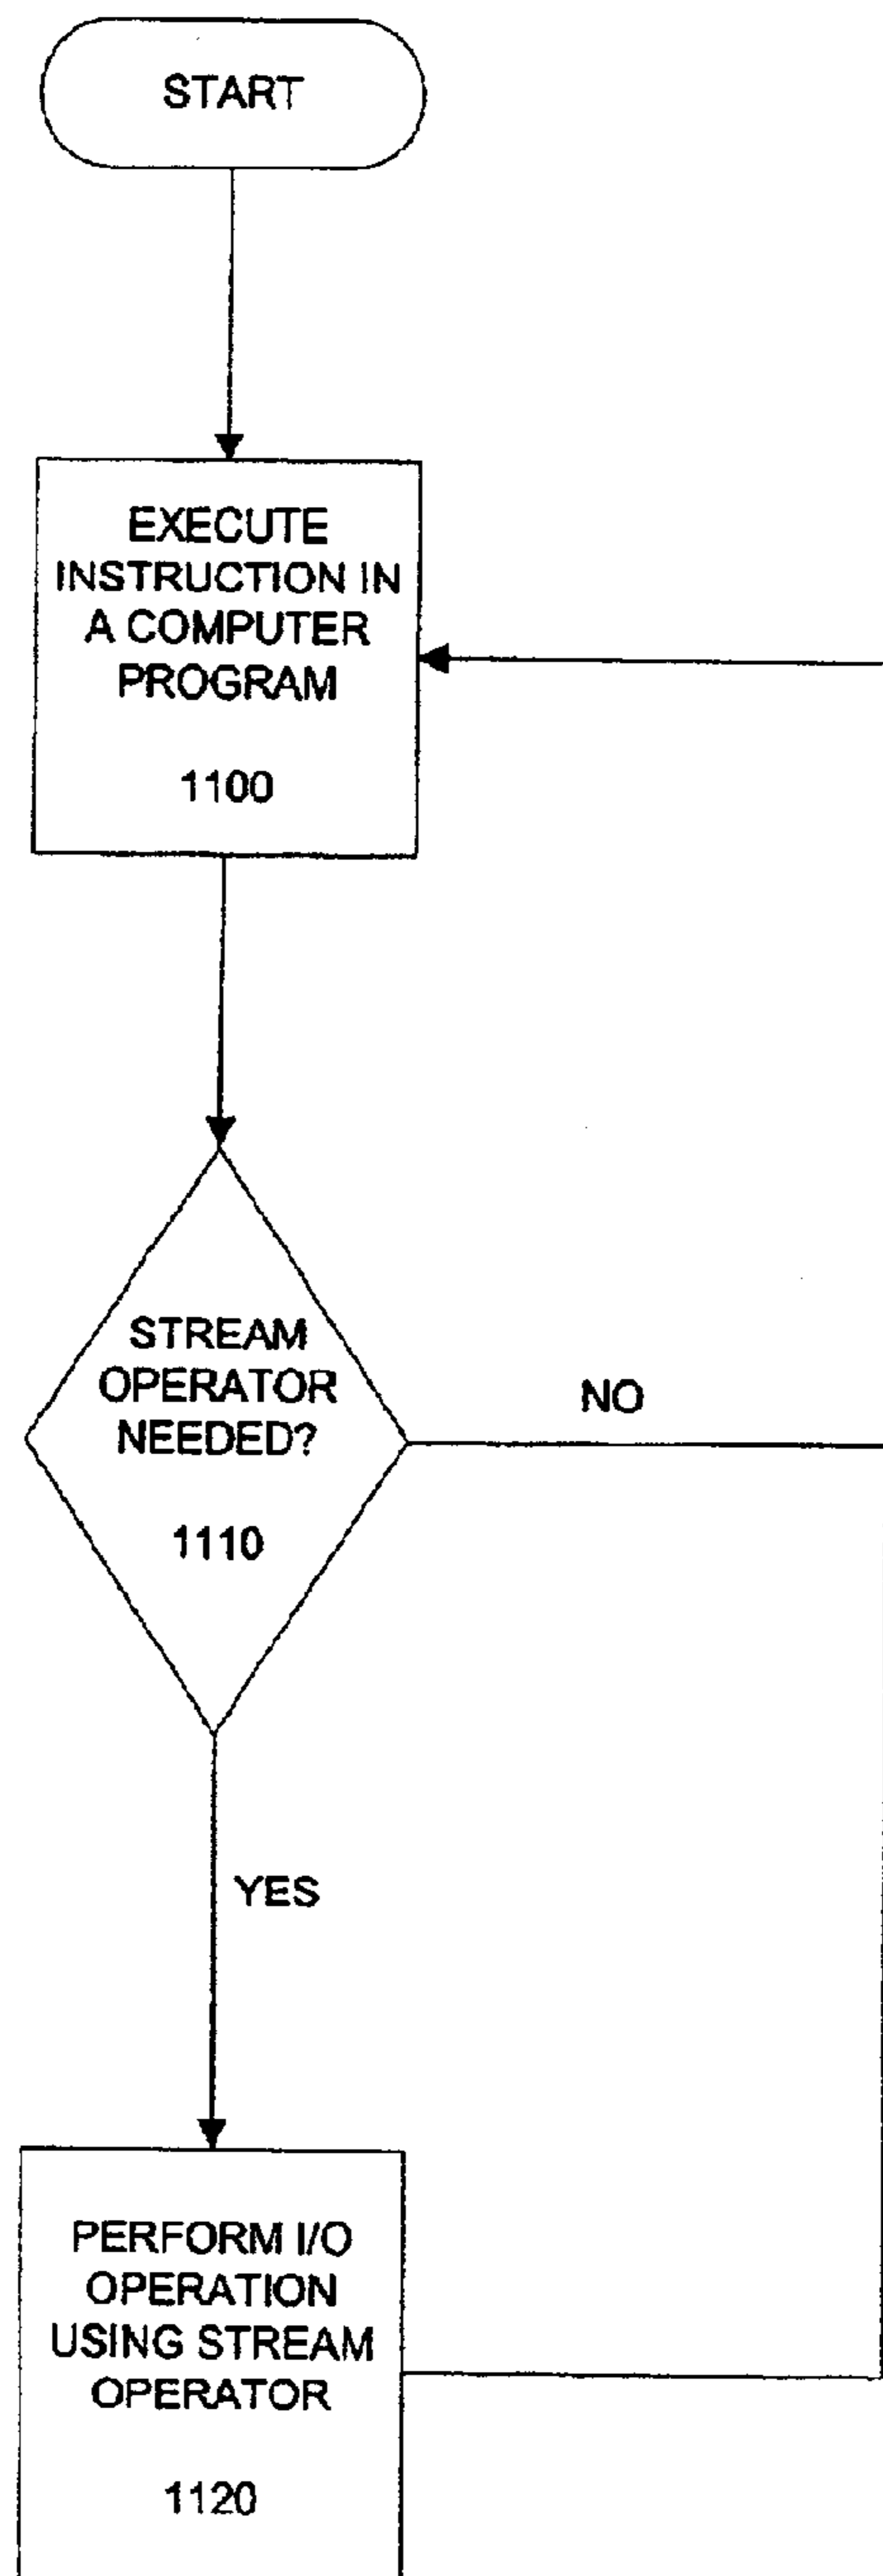 START
EXECUTE
INSTRUCTION IN
A COMPUTER
PROGRAM
1100
STREAM
OPERATOR
NEEDED?
1110
NO
YES
PERFORM I/O
OPERATION
USING STREAM
OPERATOR
1120